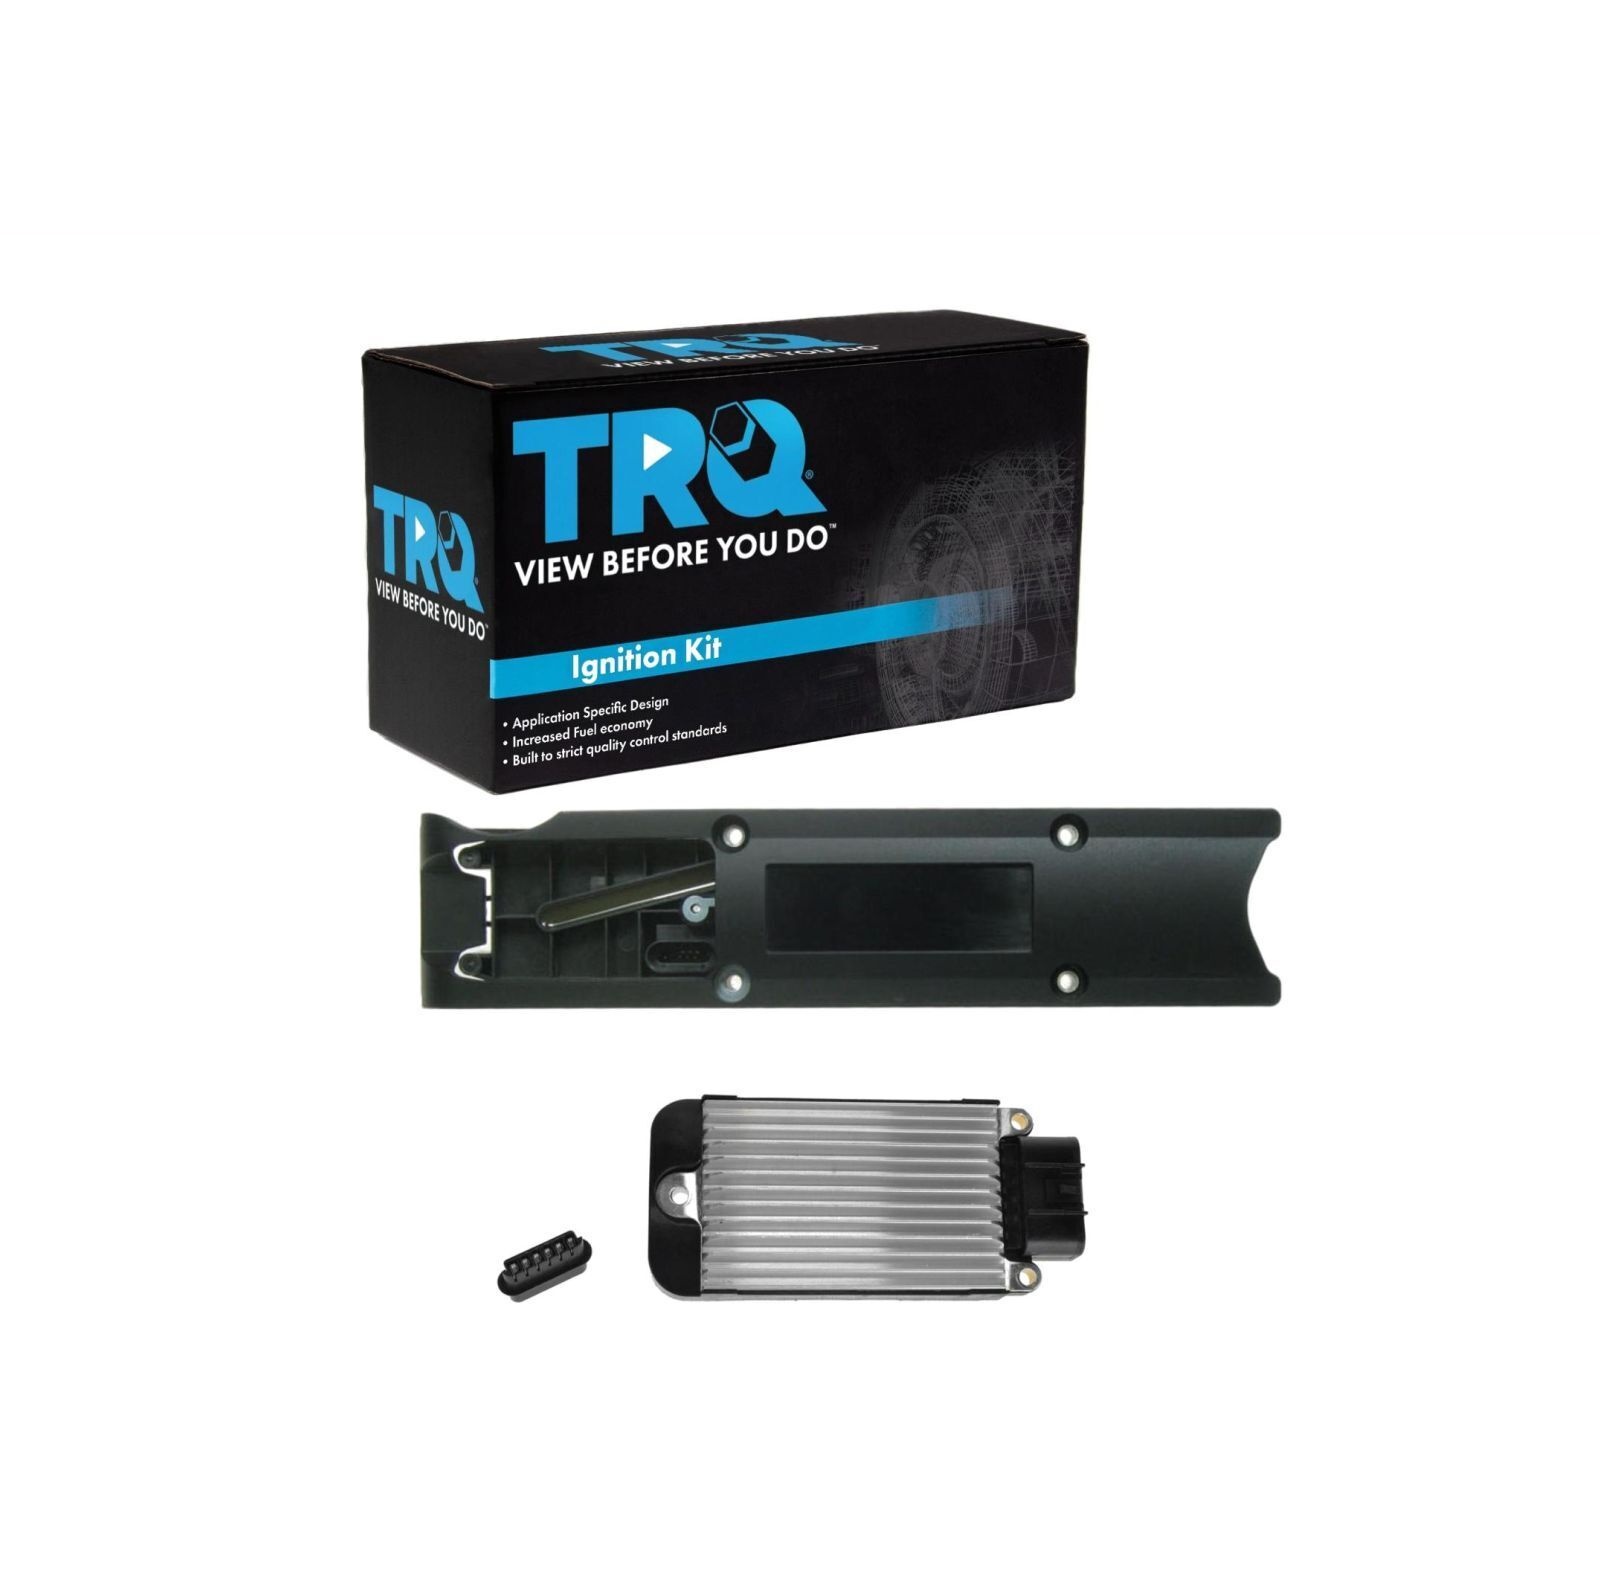 TRQ
VIEW BEFORE YOU DO™
TRQ®
VIEW BEFORE YOU DO™
TRQ®
VIEW BEFORE YOU DO™
Ignition Kit
• Application Specific Design
• Increased Fuel economy
• Built to strict quality control standards